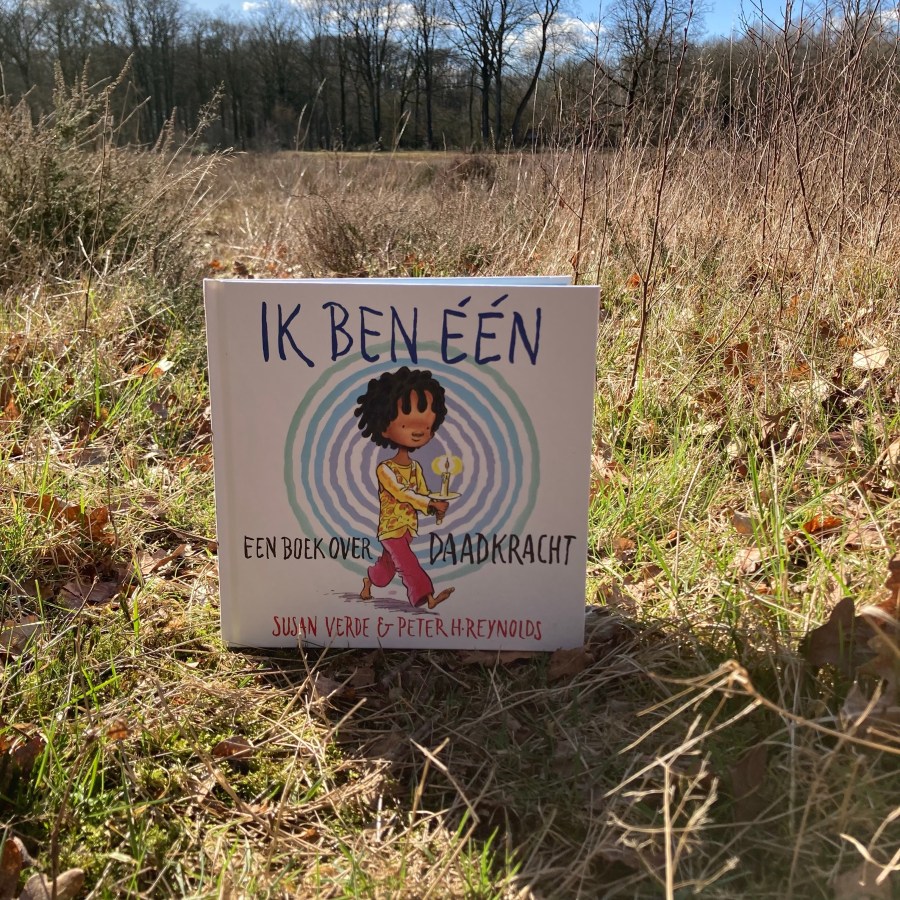 IK BEN ÉÉN
EEN BOEK OVER DAADKRACHT
SUSAN VERDE & PETER H. REYNOLDS